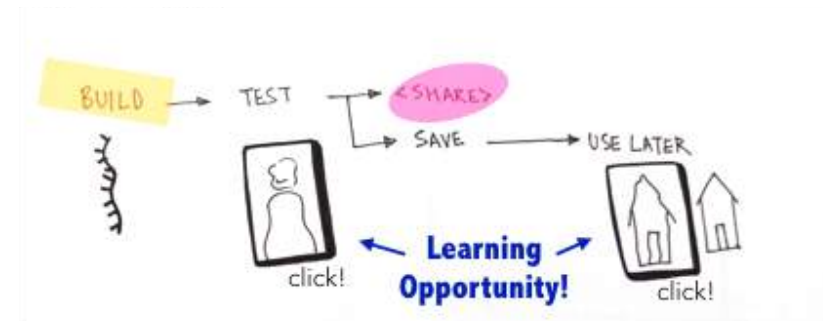 BUILD
TEST
<SHARE>
SAVE
USE LATER
click!
Learning
Opportunity!
click!